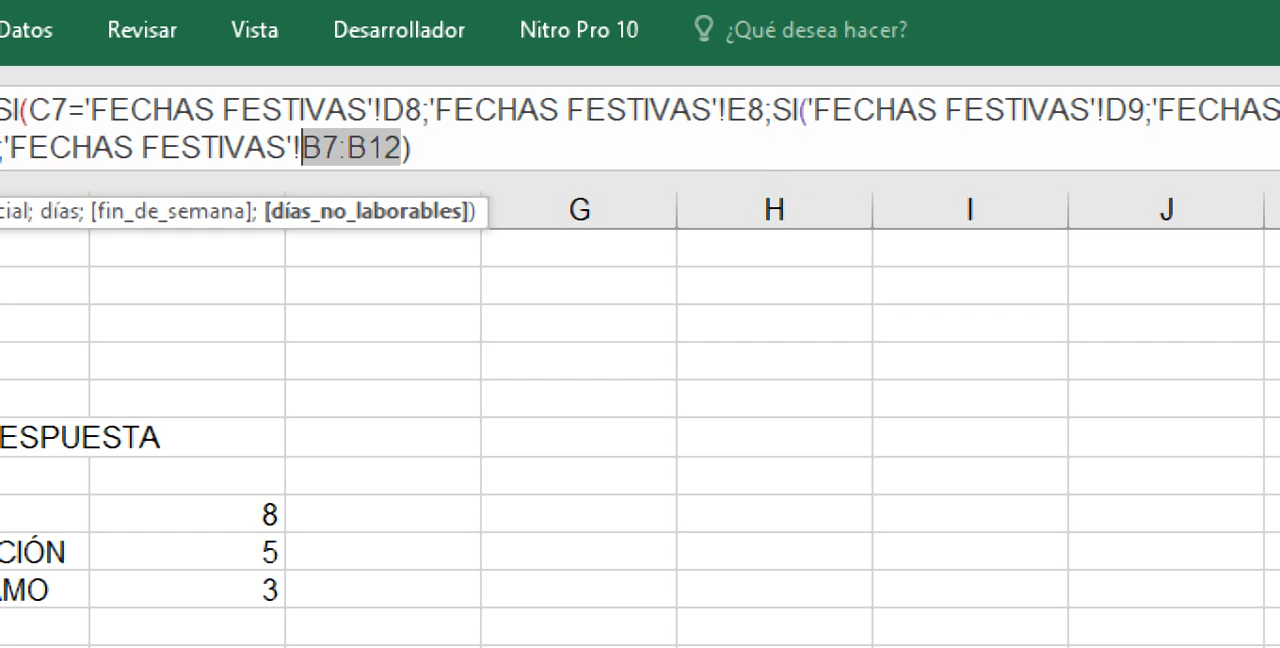 Datos Revisar Vista Desarrollador Nitro Pro 10 ¿Qué desea hacer?
SI(C7='FECHAS FESTIVAS'!D8;'FECHAS FESTIVAS'!E8;SI('FECHAS FESTIVAS'!D9;'FECHAS
;'FECHAS FESTIVAS'!B7:B12)
cial; días; [fin_de_semana]; [días_no_laborables])
G H I J
ESPUESTA
8
CIÓN 5
AMO 3